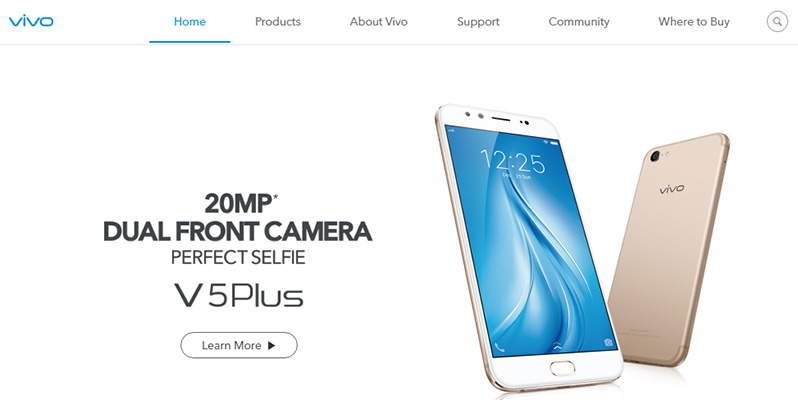 vivo
Home
Products
About Vivo
Support
Community
Where to Buy
20MP*
DUAL FRONT CAMERA
PERFECT SELFIE
V5Plus
Learn More
12:25
vivo